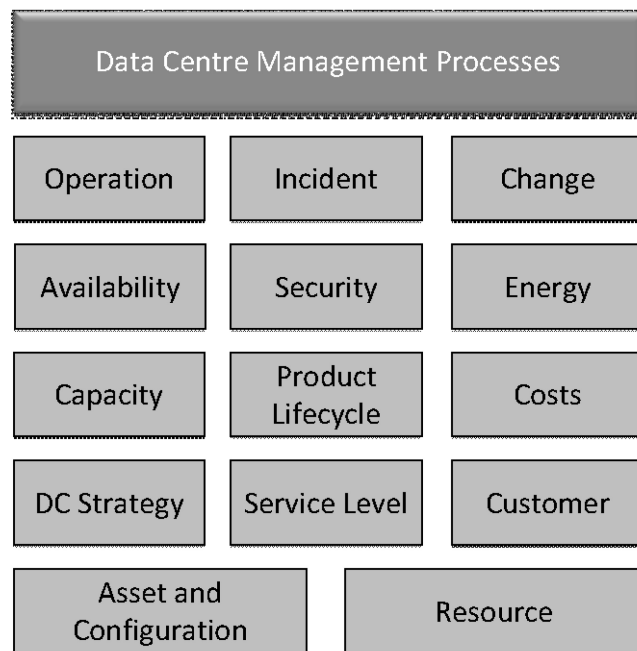 Data Centre Management Processes
Operation
Incident
Change
Availability
Security
Energy
Capacity
Product
Lifecycle
Costs
DC Strategy
Service Level
Customer
Asset and
Configuration
Resource